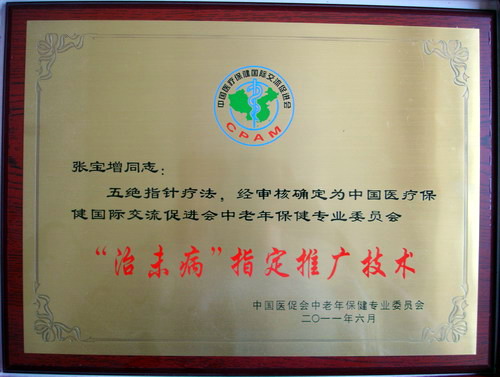 中国医疗保健国际交流促进会
CPAM
张宝增同志：
五绝指针疗法，经审核确定为中国医疗保
健国际交流促进会中老年保健专业委员会
“治未病”指定推广技术
中国医促会中老年保健专业委员会
二〇一一年六月